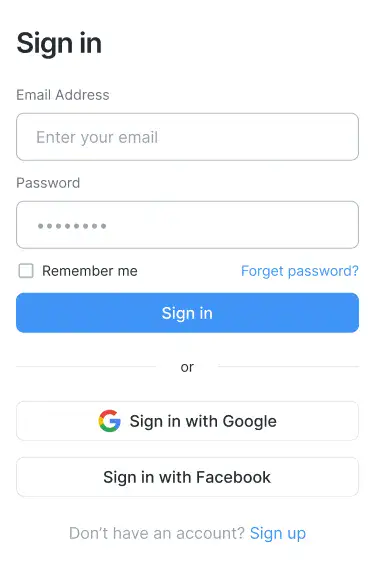 Sign in
Email Address
Enter your email
Password
••••••••
Remember me Forget password?
Sign in
or
Sign in with Google
Sign in with Facebook
Don’t have an account? Sign up